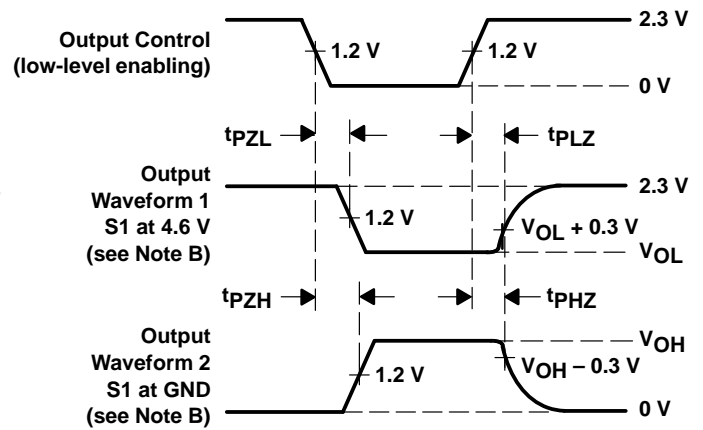 2.3 V
Output Control
(low-level enabling)
1.2 V
1.2 V
0 V
tPZL
tPLZ
Output
Waveform 1
S1 at 4.6 V
(see Note B)
2.3 V
1.2 V
VOL + 0.3 V
VOL
tPZH
tPHZ
Output
Waveform 2
S1 at GND
(see Note B)
VOH
VOH – 0.3 V
1.2 V
0 V